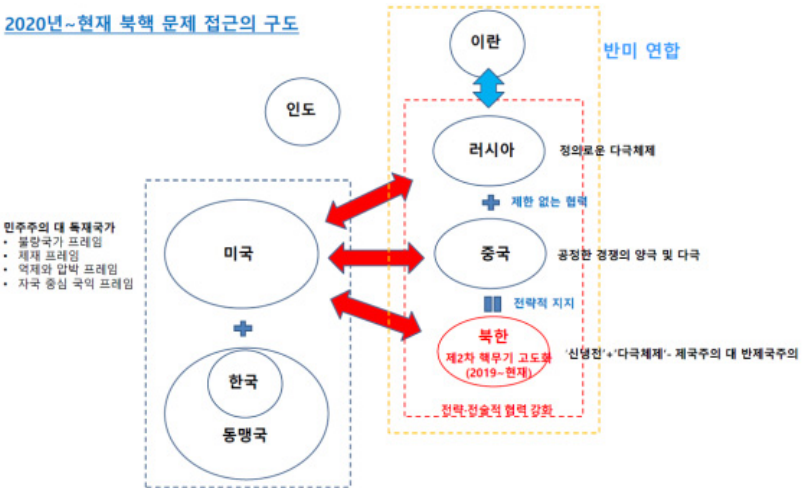 2020년~현재 북핵 문제 접근의 구도
이란
반미 연합
인도
러시아
정의로운 다극체제
제한 없는 협력
민주주의 대 독재국가
• 불량국가 프레임
• 제재 프레임
• 억제와 압박 프레임
• 자국 중심 국익 프레임
미국
중국
공정한 경쟁의 양극 및 다극
전략적 지지
북한
제2차 핵무기 고도화
(2019~현재)
'신냉전'+'다극체제'- 제국주의 대 반제국주의
전략·전술적 협력 강화
한국
동맹국